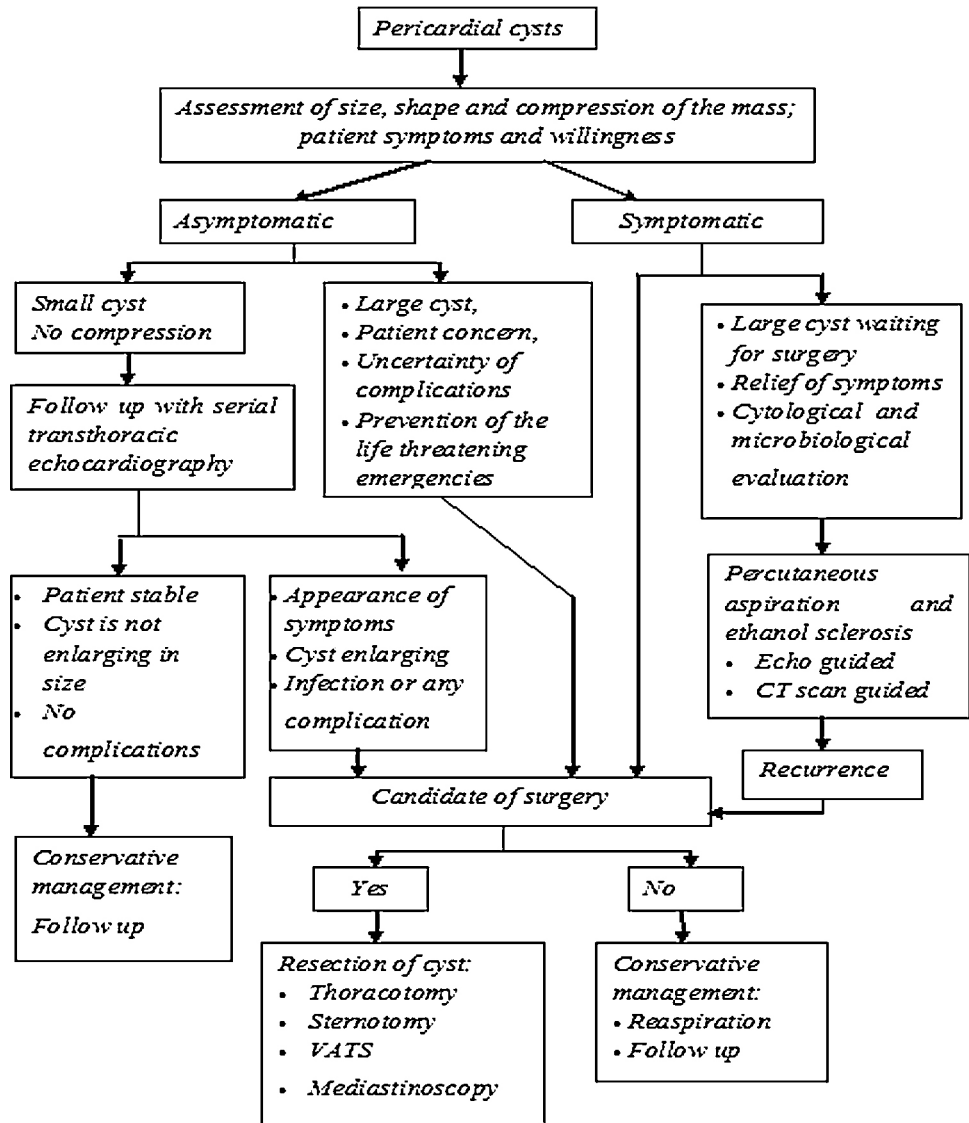 Pericardial cysts
Assessment of size, shape and compression of the mass;
patient symptoms and willingness
Asymptomatic
Symptomatic
Small cyst
No compression
• Large cyst,
• Patient concern,
• Uncertainty of
complications
• Prevention of the
life threatening
emergencies
• Large cyst waiting
for surgery
• Relief of symptoms
• Cytological and
microbiological
evaluation
Follow up with serial
transthoracic
echocardiography
• Patient stable
• Cyst is not
enlarging in
size
• No
complications
• Appearance of
symptoms
• Cyst enlarging
• Infection or any
complication
Percutaneous
aspiration and
ethanol sclerosis
• Echo guided
• CT scan guided
Recurrence
Candidate of surgery
Conservative
management:
Follow up
Yes
No
Resection of cyst:
• Thoracotomy
• Sternotomy
• VATS
• Mediastinoscopy
Conservative
management:
• Reaspiration
• Follow up